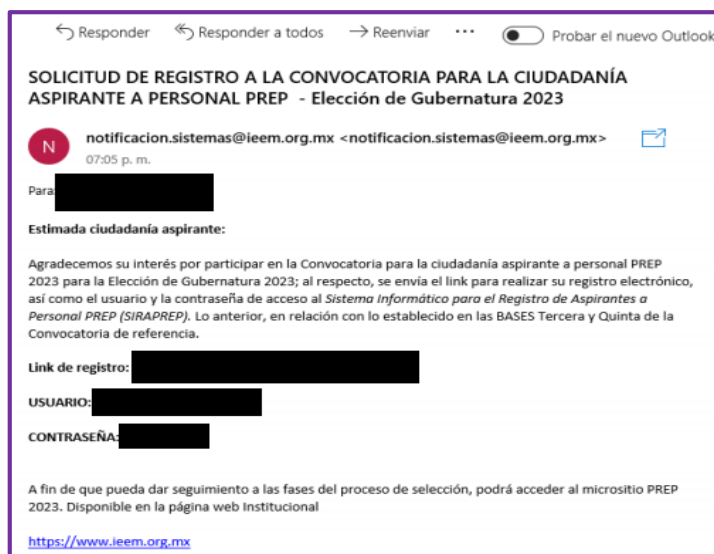 Responder Responder a todos Reenviar ... Probar el nuevo Outlook
SOLICITUD DE REGISTRO A LA CONVOCATORIA PARA LA CIUDADANÍA
ASPIRANTE A PERSONAL PREP - Elección de Gubernatura 2023
N
notificacion.sistemas@ieem.org.mx <notificacion.sistemas@ieem.org.mx>
07:05 p. m.
Para:
Estimada ciudadanía aspirante:
Agradecemos su interés por participar en la Convocatoria para la ciudadanía aspirante a personal PREP
2023 para la Elección de Gubernatura 2023; al respecto, se envía el link para realizar su registro electrónico,
así como el usuario y la contraseña de acceso al Sistema Informático para el Registro de Aspirantes a
Personal PREP (SIRAPREP). Lo anterior, en relación con lo establecido en las BASES Tercera y Quinta de la
Convocatoria de referencia.
Link de registro:
USUARIO:
CONTRASEÑA:
A fin de que pueda dar seguimiento a las fases del proceso de selección, podrá acceder al micrositio PREP
2023. Disponible en la página web Institucional
https://www.ieem.org.mx